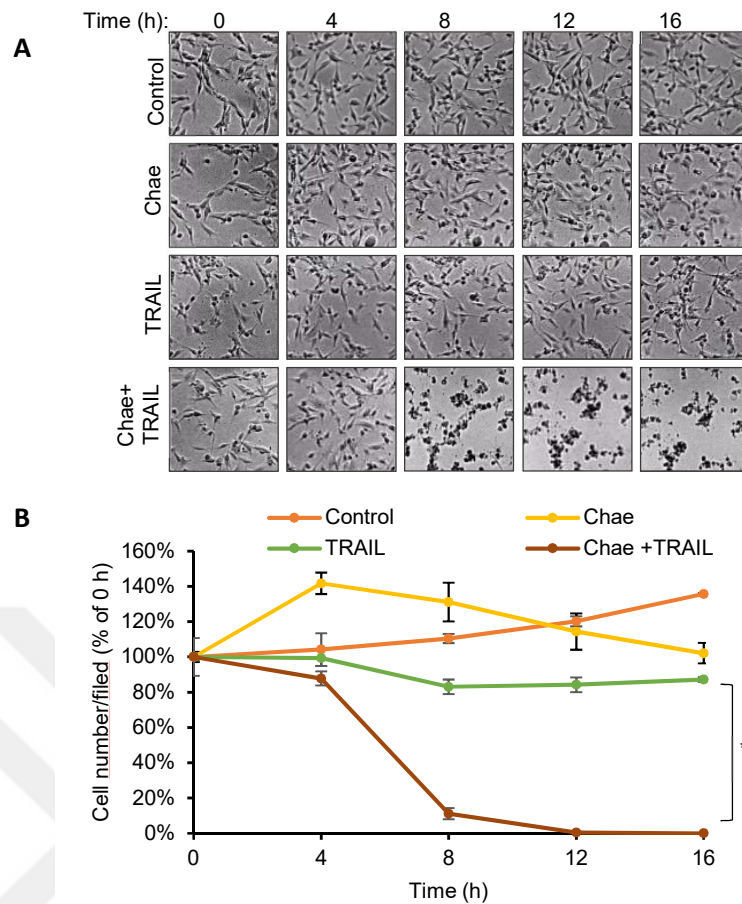 Time (h): 0 4 8 12 16
A
Control
Chae
TRAIL
Chae+
TRAIL
B
Control Chae
TRAIL Chae +TRAIL
160%
140%
120%
100%
80%
60%
40%
20%
0%
Cell number/filed (% of 0 h)
0 4 8 12 16
Time (h)